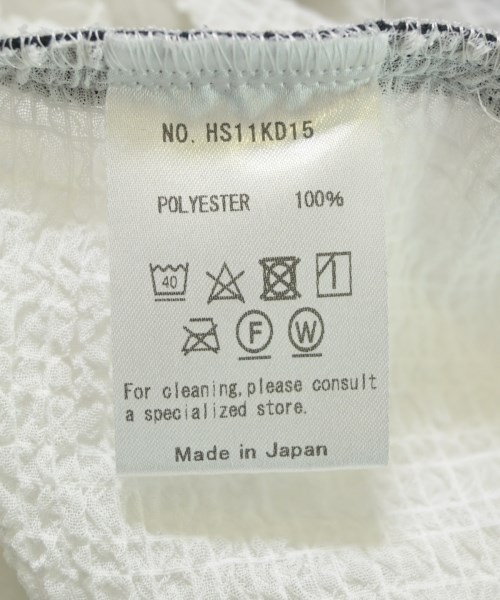 NO. HS11KD15
POLYESTER 100%
40
F W
For cleaning, please consult
a specialized store.
Made in Japan